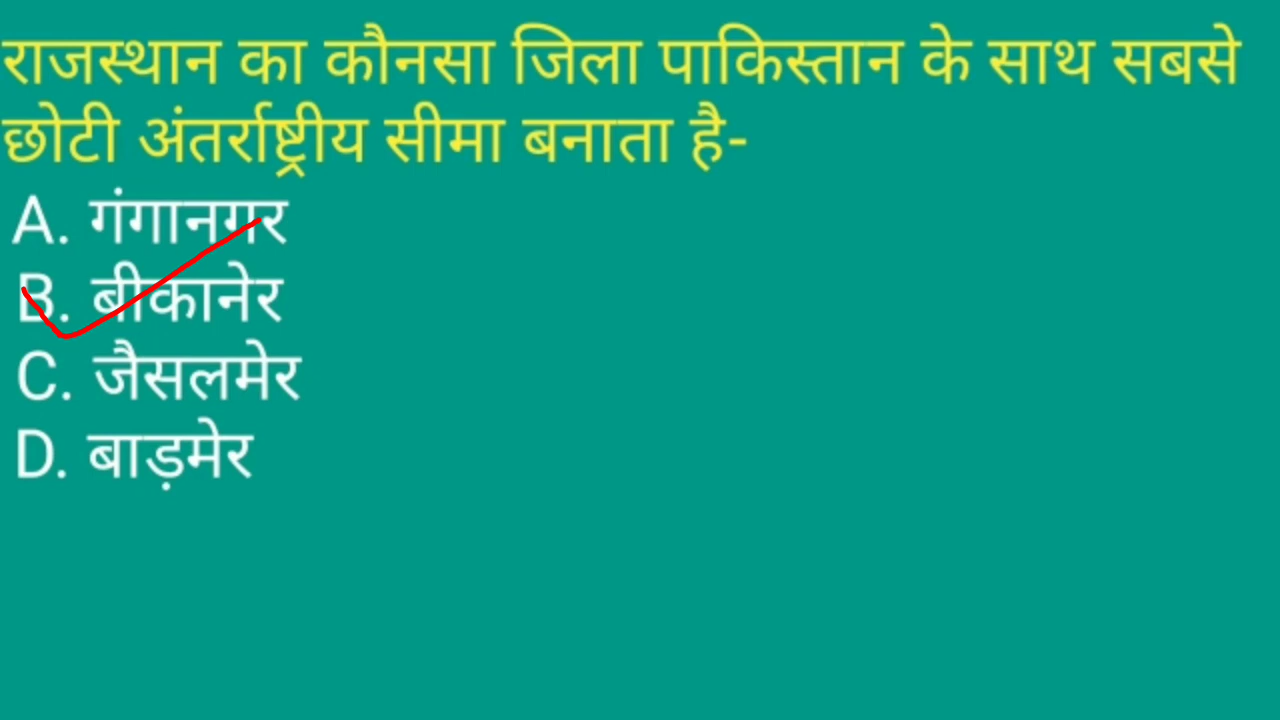 राजस्थान का कौनसा जिला पाकिस्तान के साथ सबसे
छोटी अंतर्राष्ट्रीय सीमा बनाता है-
A. गंगानगर
B. बीकानेर
C. जैसलमेर
D. बाड़मेर